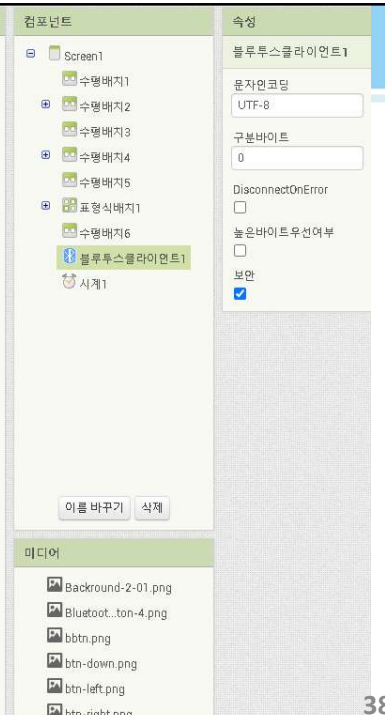 컴포넌트
Screen1
수평배치1
수평배치2
수평배치3
수평배치4
수평배치5
표형식배치1
수평배치6
블루투스클라이언트1
시계1
이름 바꾸기
삭제
미디어
Backround-2-01.png
Bluetoot...ton-4.png
bbtn.png
btn-down.png
btn-left.png
btn-right.png
속성
블루투스클라이언트1
문자인코딩
UTF-8
구분바이트
0
DisconnectOnError
높은바이트우선여부
보안
38